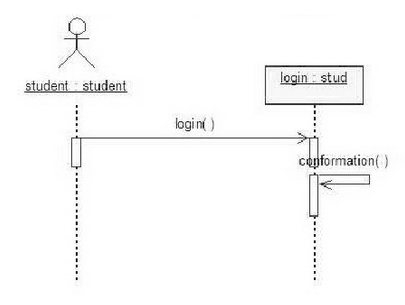 login : stud
student : student
login( )
conformation( )